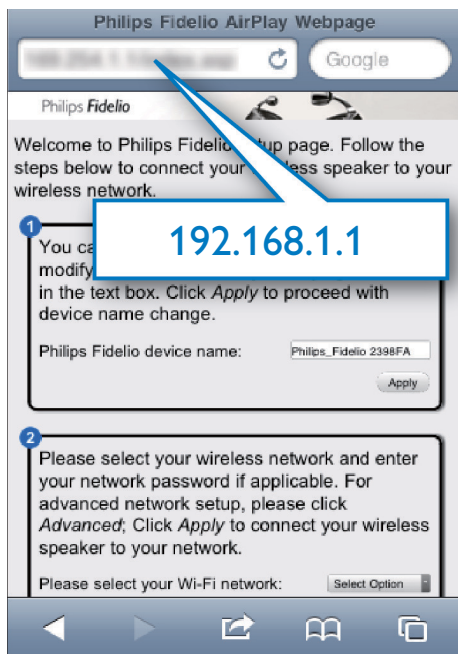 Philips Fidelio AirPlay Webpage
Google
Philips Fidelio
Welcome to Philips Fidelio page. Follow the
steps below to connect your speaker to your
wireless network.
192.168.1.1
1
You
modify
in the text box. Click Apply to proceed with
device name change.
Philips Fidelio device name:
Philips_Fidelio 2398FA
Apply
2
Please select your wireless network and enter
your network password if applicable. For
advanced network setup, please click
Advanced; Click Apply to connect your wireless
speaker to your network.
Please select your Wi-Fi network:
Select Option